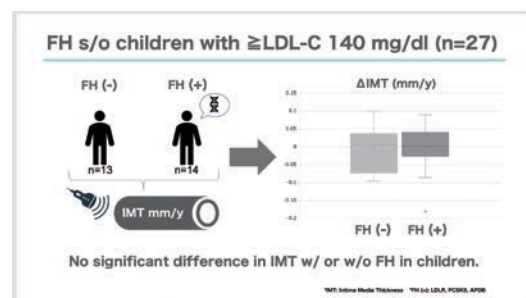 FH s/o children with ≧LDL-C 140 mg/dl (n=27)
FH (-) FH (+)
n=13 n=14
IMT mm/y
ΔIMT (mm/y)
0.15
0.1
0.05
0
-0.05
-0.1
-0.15
-0.2
FH (-) FH (+)
No significant difference in IMT w/ or w/o FH in children.
*IMT: Intima Media Thickness *FH (+): LDLR, PCSK9, APOB